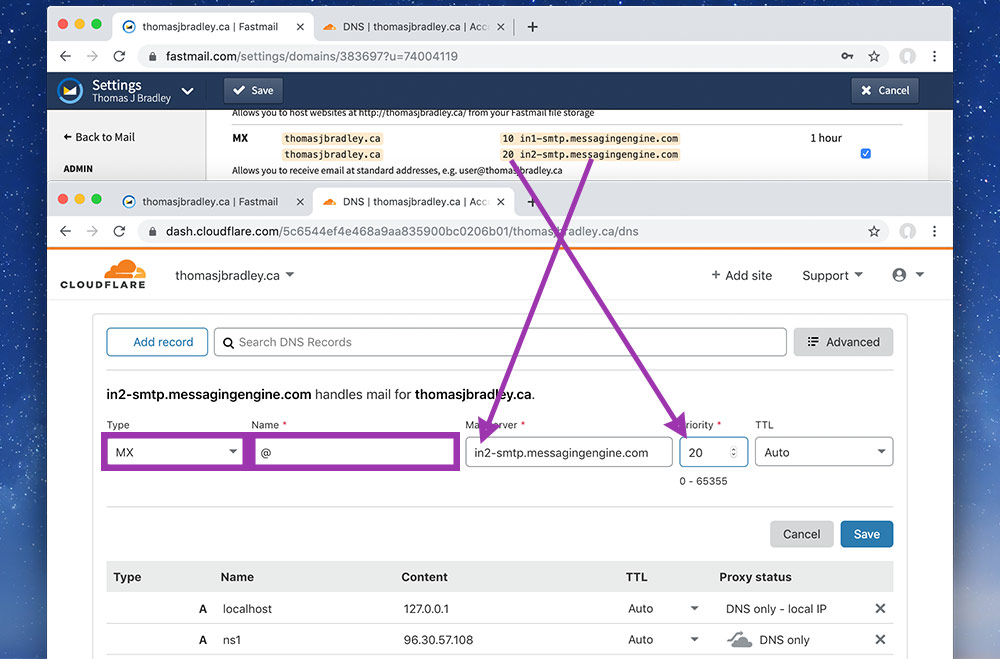 thomasjbradley.ca | Fastmail
DNS | thomasjbradley.ca | Acc
fastmail.com/settings/domains/383697?u=74004119
Settings
Thomas J Bradley
Save
Cancel
Allows you to host websites at http://thomasjbradley.ca/ from your Fastmail file storage
Back to Mail
MX thomasjbradley.ca 10 in1-smtp.messagingengine.com 1 hour
thomasjbradley.ca 20 in2-smtp.messagingengine.com
ADMIN
Allows you to receive email at standard addresses, e.g. user@thomasjbradley.ca
thomasjbradley.ca | Fastmail
DNS | thomasjbradley.ca | Acc
dash.cloudflare.com/5c6544ef4e468a9aa835900bc0206b01/thomasjbradley.ca/dns
CLOUDFLARE
thomasjbradley.ca
+ Add site
Support
Add record
Search DNS Records
Advanced
in2-smtp.messagingengine.com handles mail for thomasjbradley.ca.
Type Name * Mail server * Priority * TTL
MX @ in2-smtp.messagingengine.com 20 Auto
0 - 65355
Cancel
Save
Type Name Content TTL Proxy status
A localhost 127.0.0.1 Auto DNS only - local IP
A ns1 96.30.57.108 Auto DNS only